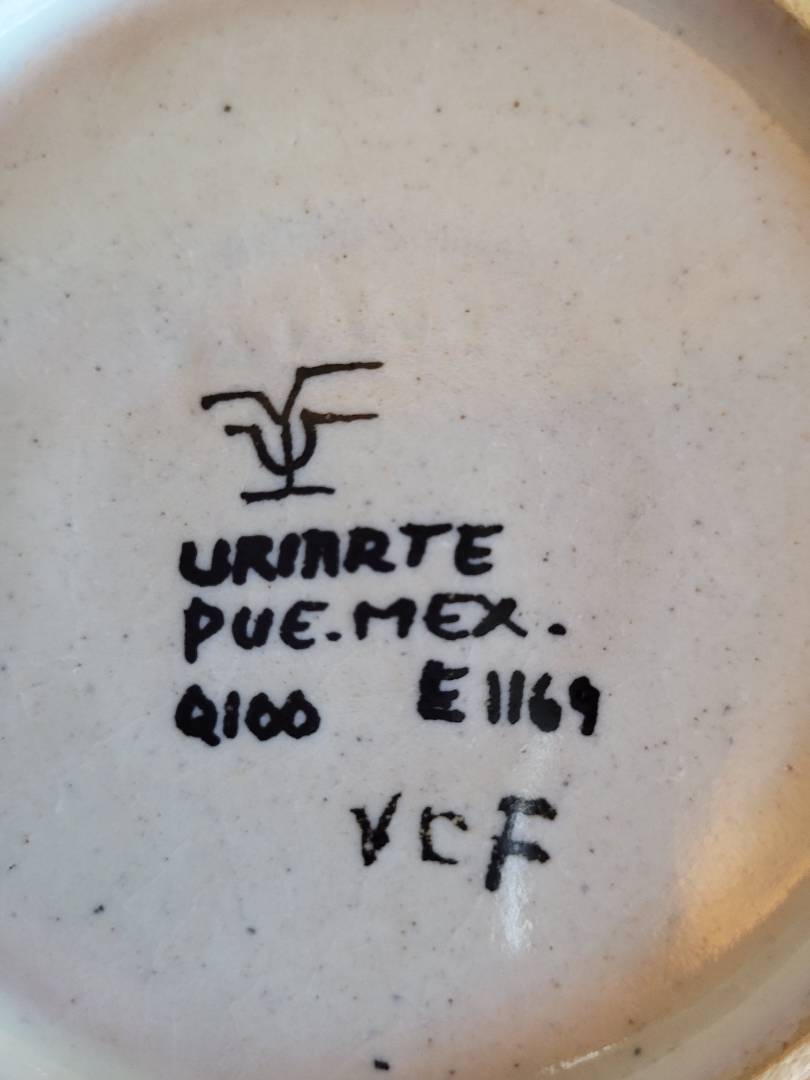 URIARTE
PUE.MEX.
Q100 E1169
VCF